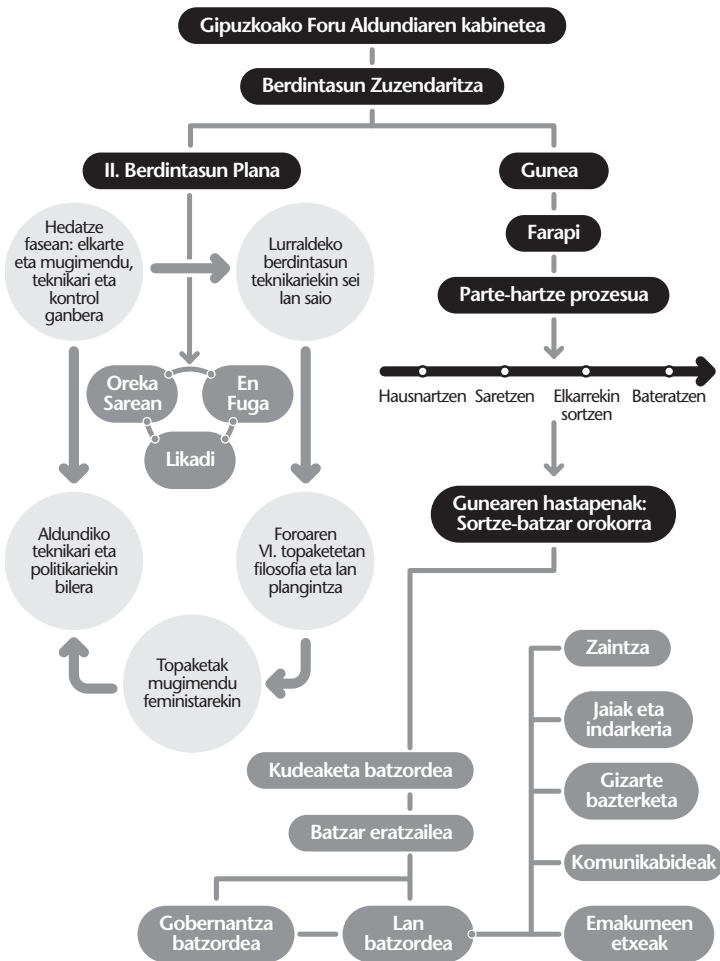 Gipuzkoako Foru Aldundiaren kabinetea
Berdintasun Zuzendaritza
II. Berdintasun Plana
Gunea
Hedatze
fasean: elkarte
eta mugimendu,
teknikari eta
kontrol
ganbera
Lurraldeko
berdintasun
teknikariekin sei
lan saio
Farapi
Parte-hartze prozesua
Oreka
Sarean
En
Fuga
Likadi
Hausnartzen
Saretzen
Elkarrekin
sortzen
Bateratzen
Gunearen hastapenak:
Sortze-batzar orokorra
Aldundiko
teknikari eta
politikariekin
bilera
Foroaren
VI. topaketetan
filosofia eta lan
plangintza
Topaketak
mugimendu
feministarekin
Zaintza
Jaiak eta
indarkeria
Kudeaketa batzordea
Gizarte
bazterketa
Batzar eratzailea
Komunikabideak
Gobernantza
batzordea
Lan
batzordea
Emakumeen
etxeak